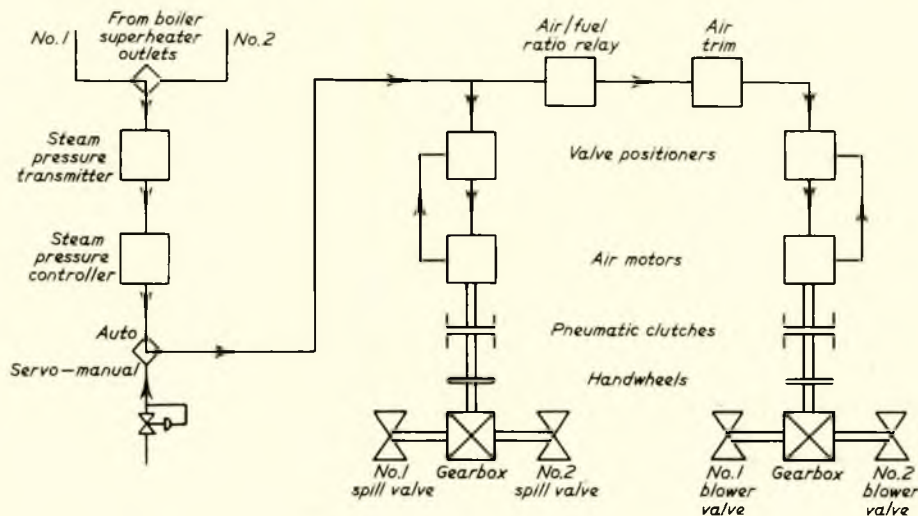 No.1
From boiler
superheater
outlets
No.2
Air/fuel
ratio relay
Air
trim
Steam
pressure
transmitter
Valve positioners
Steam
pressure
controller
Air motors
Auto
Pneumatic clutches
Servo-manual
Handwheels
No.1
spill valve
Gearbox
No.2
spill valve
No.1
blower
valve
Gearbox
No.2
blower
valve